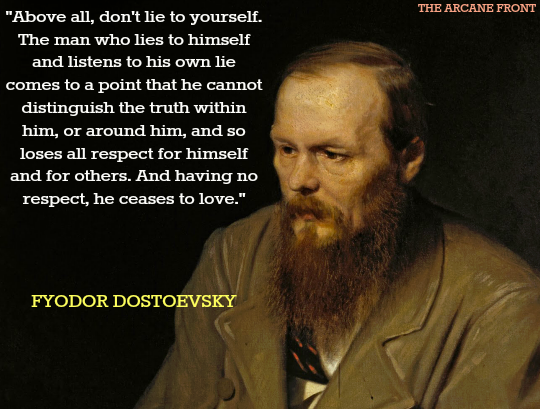 THE ARCANE FRONT
"Above all, don't lie to yourself.
The man who lies to himself
and listens to his own lie
comes to a point that he cannot
distinguish the truth within
him, or around him, and so
loses all respect for himself
and for others. And having no
respect, he ceases to love."
FYODOR DOSTOEVSKY